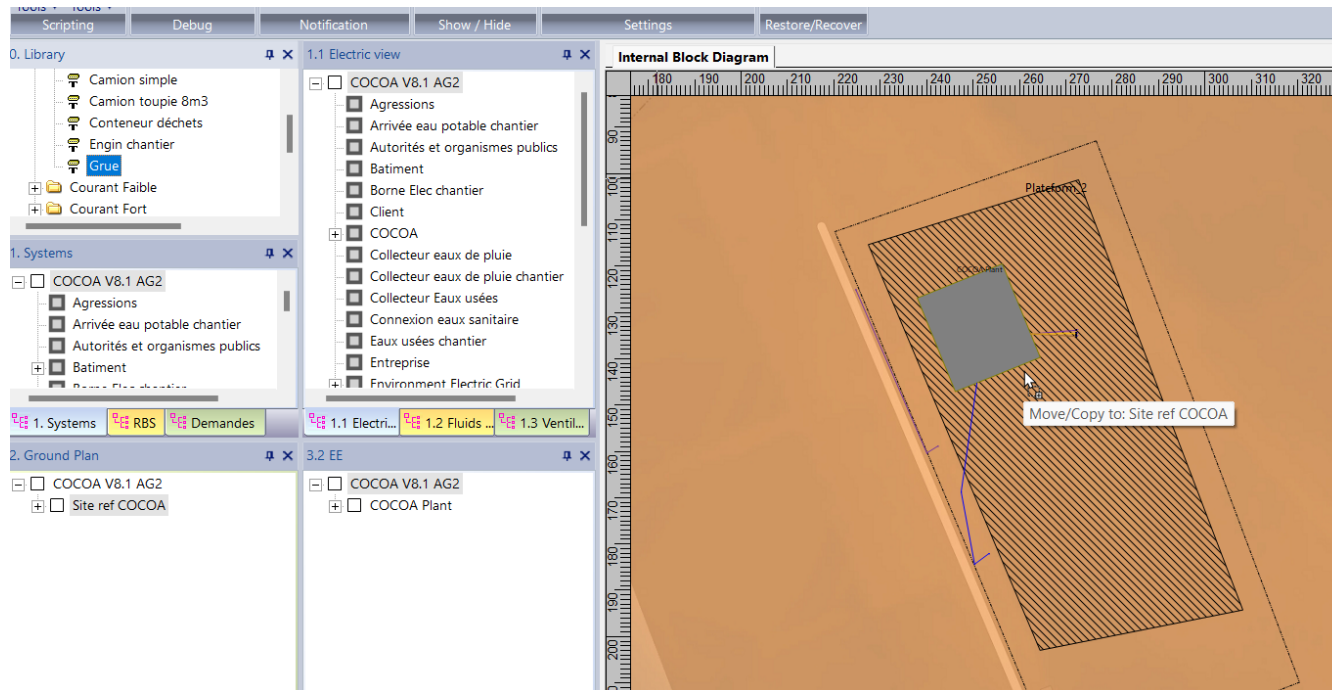 Tools Tools
Scripting Debug Notification Show / Hide Settings Restore/Recover
0. Library
Camion simple
Camion toupie 8m3
Conteneur déchets
Engin chantier
Grue
Courant Faible
Courant Fort
1. Systems
COCOA V8.1 AG2
Agressions
Arrivée eau potable chantier
Autorités et organismes publics
Batiment
Borne Elec chantier
1. Systems RBS Demandes
2. Ground Plan
COCOA V8.1 AG2
Site ref COCOA
1.1 Electric view
COCOA V8.1 AG2
Agressions
Arrivée eau potable chantier
Autorités et organismes publics
Batiment
Borne Elec chantier
Client
COCOA
Collecteur eaux de pluie
Collecteur eaux de pluie chantier
Collecteur Eaux usées
Connexion eaux sanitaire
Eaux usées chantier
Entreprise
Environment Electric Grid
1.1 Electri... 1.2 Fluids ... 1.3 Ventil...
3.2 EE
COCOA V8.1 AG2
COCOA Plant
Internal Block Diagram
180 190 200 210 220 230 240 250 260 270 280 290 300 310 320
90
100
110
120
130
140
150
160
170
180
190
200
Plateform_2
COCOA Plant
Move/Copy to: Site ref COCOA